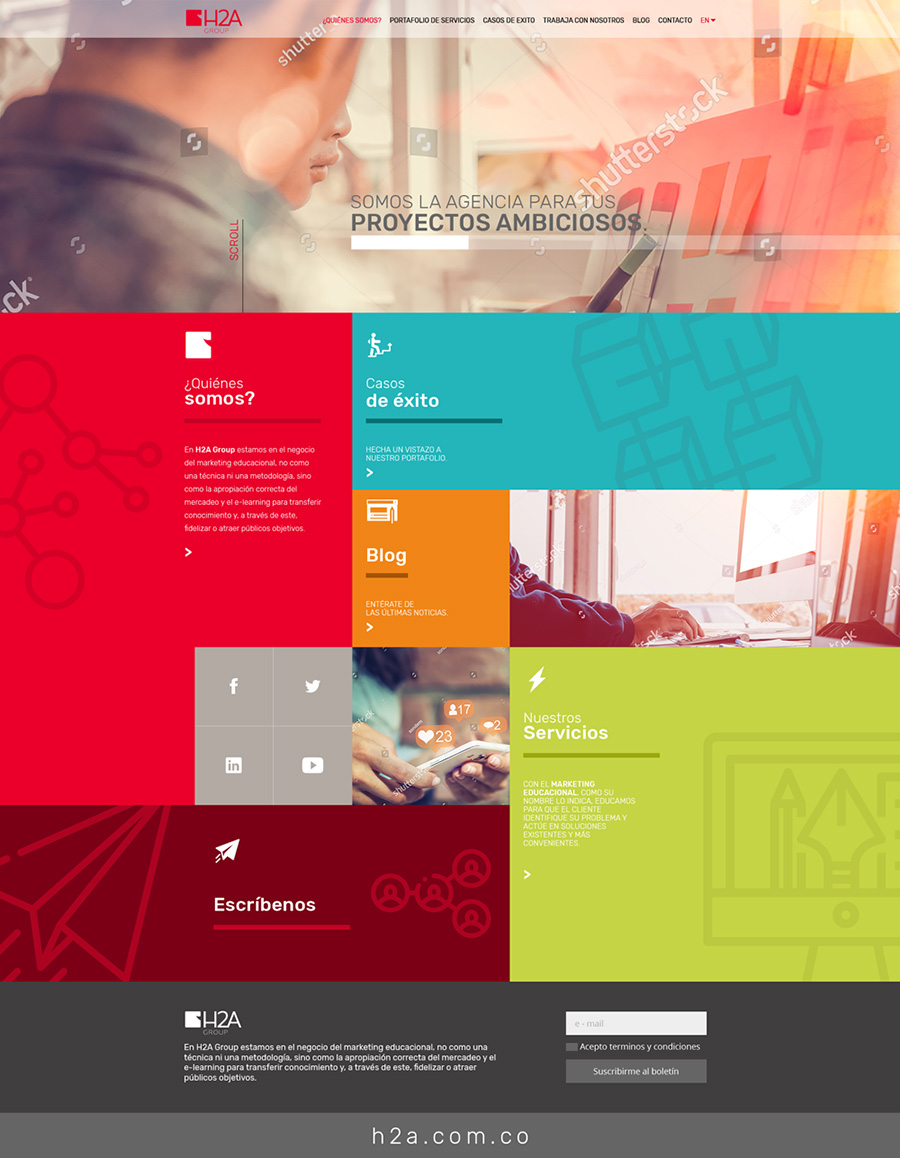 H2A
GROUP
¿QUIÉNES SOMOS? PORTAFOLIO DE SERVICIOS CASOS DE EXITO TRABAJA CON NOSOTROS BLOG CONTACTO EN
shutterstock
SOMOS LA AGENCIA PARA TUS
PROYECTOS AMBICIOSOS.
SCROLL
¿Quiénes
somos?
En H2A Group estamos en el negocio
del marketing educacional, no como
una técnica ni una metodología, sino
como la apropiación correcta del
mercadeo y el e-learning para transferir
conocimiento y, a través de este,
fidelizar o atraer públicos objetivos.
>
Casos
de éxito
HECHA UN VISTAZO A
NUESTRO PORTAFOLIO.
>
Blog
ENTÉRATE DE
LAS ÚLTIMAS NOTICIAS.
>
17
2
23
Nuestros
Servicios
CON EL MARKETING
EDUCACIONAL, COMO SU
NOMBRE LO INDICA, EDUCAMOS
PARA QUE EL CLIENTE
IDENTIFIQUE SU PROBLEMA Y
ACTÚE EN SOLUCIONES
EXISTENTES Y MÁS
CONVENIENTES.
>
Escríbenos
H2A
GROUP
En H2A Group estamos en el negocio del marketing educacional, no como una
técnica ni una metodología, sino como la apropiación correcta del mercadeo y el
e-learning para transferir conocimiento y, a través de este, fidelizar o atraer
públicos objetivos.
e - mail
Acepto terminos y condiciones
Suscribirme al boletín
h2a.com.co